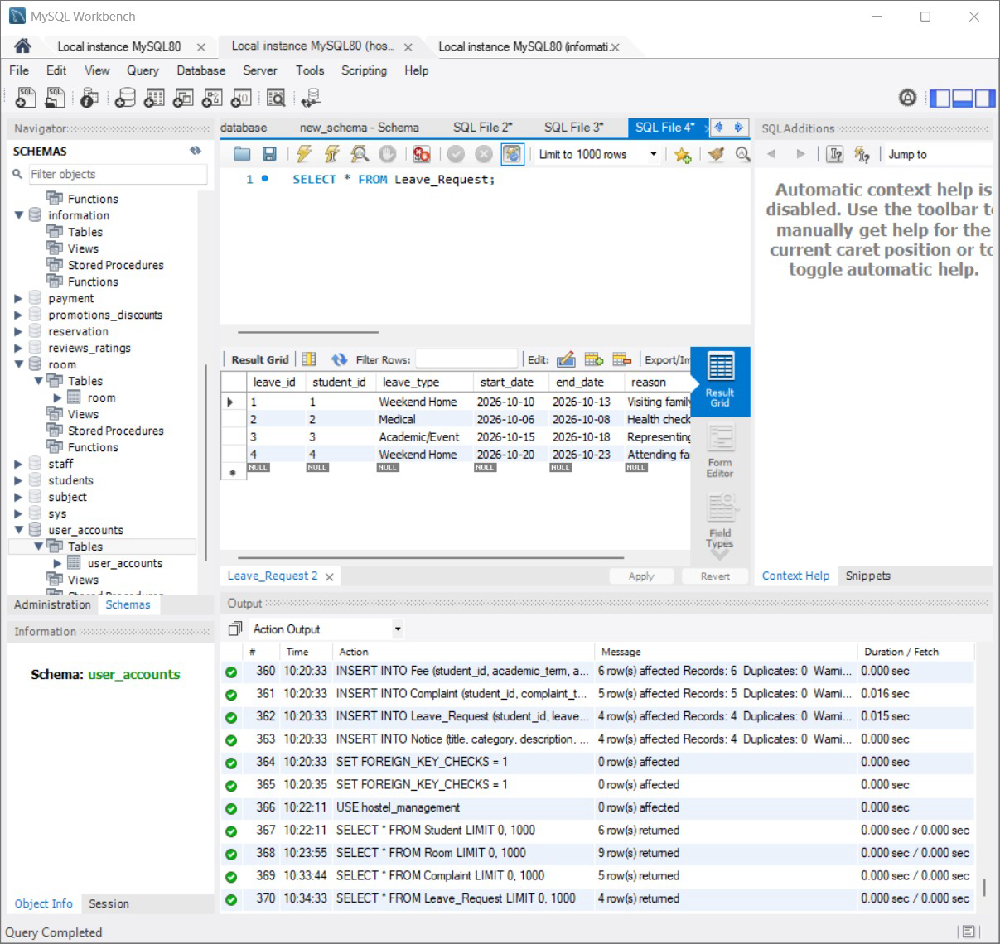 MySQL Workbench
Local instance MySQL80
Local instance MySQL80 (hos...
Local instance MySQL80 (informati...
File Edit View Query Database Server Tools Scripting Help
Navigator
SCHEMAS
Filter objects
Functions
information
Tables
Views
Stored Procedures
Functions
payment
promotions_discounts
reservation
reviews_ratings
room
Tables
room
Views
Stored Procedures
Functions
staff
students
subject
sys
user_accounts
Tables
user_accounts
Views
Stored Procedures
Administration Schemas
Information
Schema: user_accounts
Object Info Session
database new_schema - Schema SQL File 2* SQL File 3* SQL File 4*
Limit to 1000 rows
1 SELECT * FROM Leave_Request;
Result Grid Filter Rows: Edit: Export/Im
leave_id student_id leave_type start_date end_date reason
1 1 Weekend Home 2026-10-10 2026-10-13 Visiting family
2 2 Medical 2026-10-06 2026-10-08 Health check
3 3 Academic/Event 2026-10-15 2026-10-18 Representing
4 4 Weekend Home 2026-10-20 2026-10-23 Attending fa
NULL NULL NULL NULL NULL NULL
Result
Grid
Form
Editor
Field
Types
Leave_Request 2
Apply Revert
SQLAdditions
Jump to
Automatic context help is
disabled. Use the toolbar to
manually get help for the
current caret position or to
toggle automatic help.
Context Help Snippets
Output
Action Output
# Time Action Message Duration / Fetch
360 10:20:33 INSERT INTO Fee (student_id, academic_term, a... 6 row(s) affected Records: 6 Duplicates: 0 Warni... 0.000 sec
361 10:20:33 INSERT INTO Complaint (student_id, complaint_t... 5 row(s) affected Records: 5 Duplicates: 0 Warni... 0.016 sec
362 10:20:33 INSERT INTO Leave_Request (student_id, leave... 4 row(s) affected Records: 4 Duplicates: 0 Warni... 0.015 sec
363 10:20:33 INSERT INTO Notice (title, category, description, ... 4 row(s) affected Records: 4 Duplicates: 0 Warni... 0.000 sec
364 10:20:33 SET FOREIGN_KEY_CHECKS = 1 0 row(s) affected 0.000 sec
365 10:20:35 SET FOREIGN_KEY_CHECKS = 1 0 row(s) affected 0.000 sec
366 10:22:11 USE hostel_management 0 row(s) affected 0.000 sec
367 10:22:11 SELECT * FROM Student LIMIT 0, 1000 6 row(s) returned 0.000 sec / 0.000 sec
368 10:23:55 SELECT * FROM Room LIMIT 0, 1000 9 row(s) returned 0.000 sec / 0.000 sec
369 10:33:44 SELECT * FROM Complaint LIMIT 0, 1000 5 row(s) returned 0.000 sec / 0.000 sec
370 10:34:33 SELECT * FROM Leave_Request LIMIT 0, 1000 4 row(s) returned 0.000 sec / 0.000 sec
Query Completed